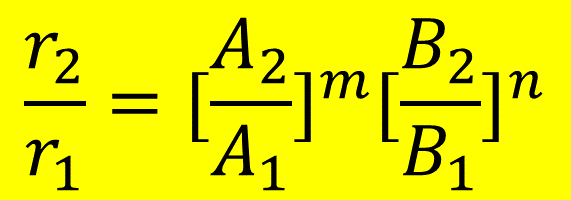 r₂/r₁ = [A₂/A₁]ᵐ[B₂/B₁]ⁿ